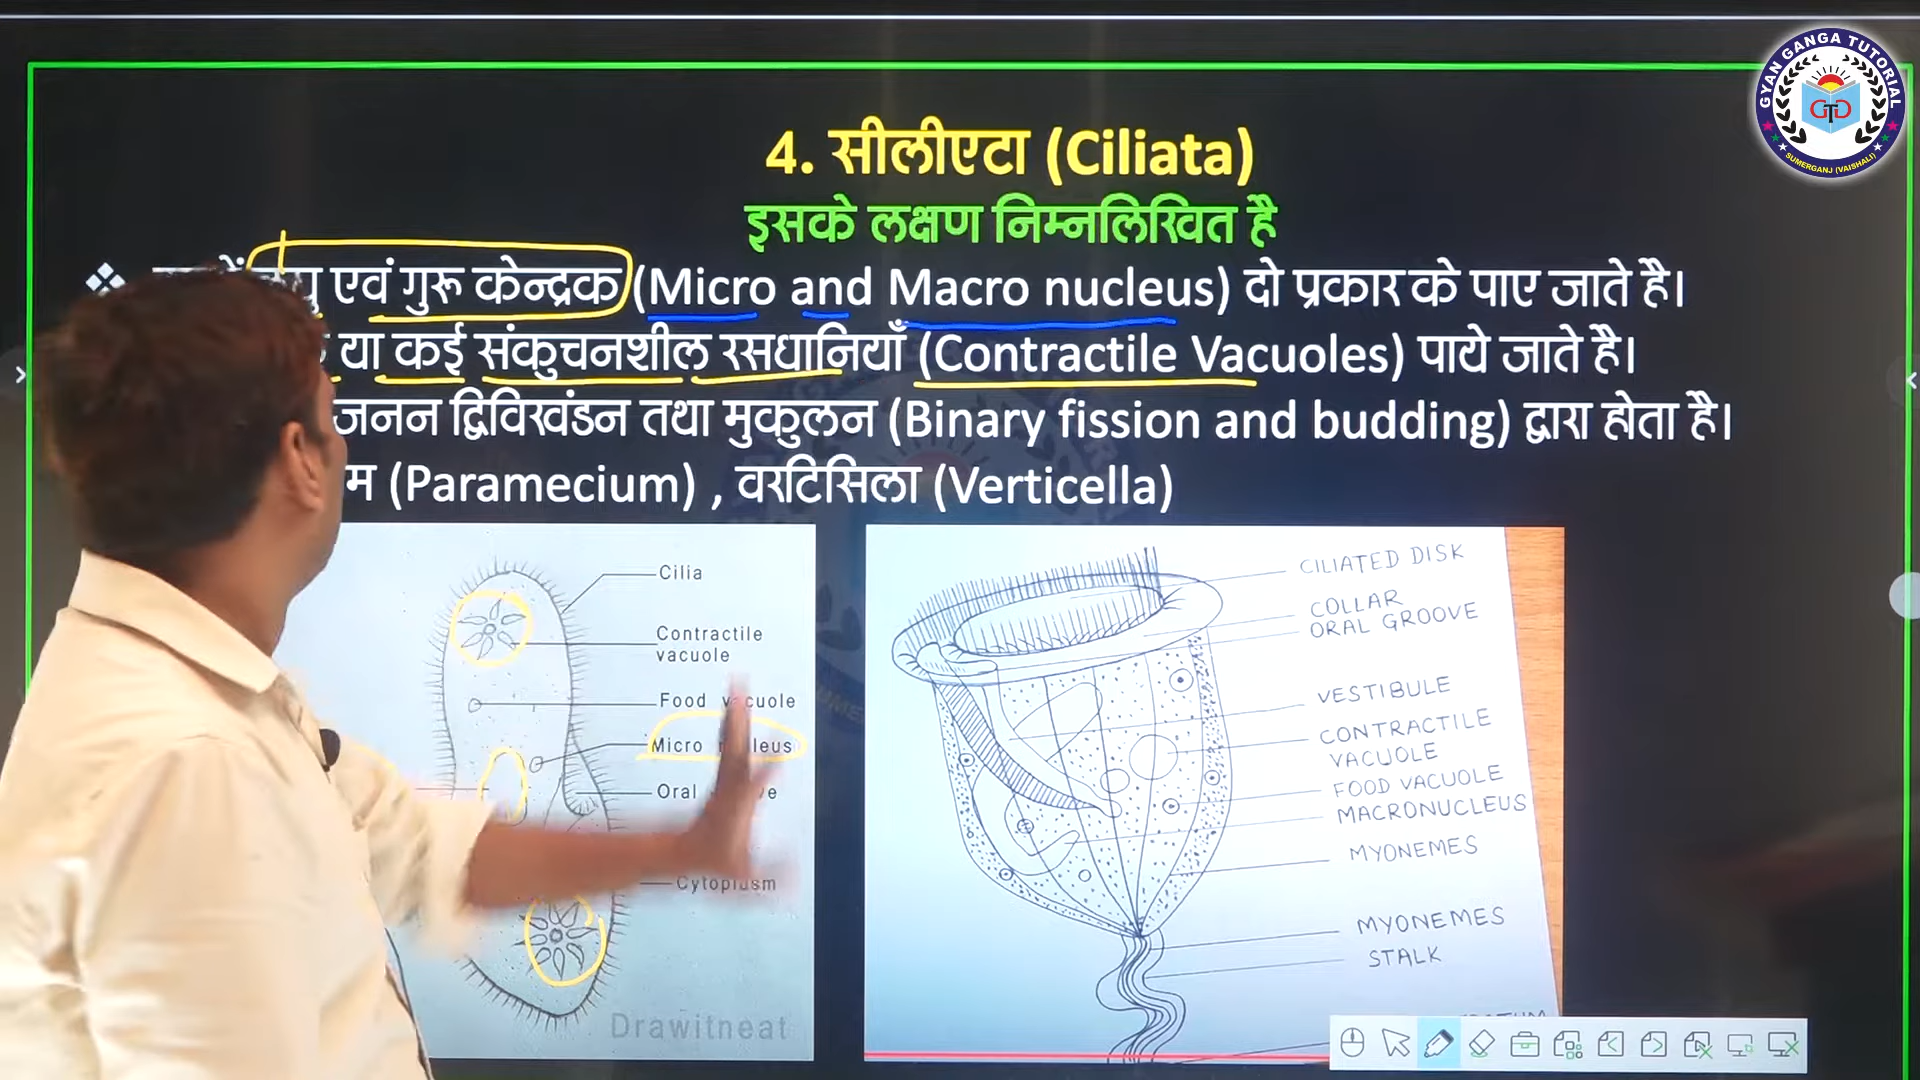 GYAN GANGA TUTORIAL
GTG
SUMERGANJ (VAISHALI)
4. सीलीएटा (Ciliata)
इसके लक्षण निम्नलिखित है
एवं गुरू केन्द्रक (Micro and Macro nucleus) दो प्रकार के पाए जाते है।
या कई संकुचनशील रसधानियाँ (Contractile Vacuoles) पाये जाते है।
जनन द्विविखंडन तथा मुकुलन (Binary fission and budding) द्वारा होता है।
म (Paramecium) , वरटिसिला (Verticella)
Cilia
Contractile
vacuole
Food
Micro
Oral
Cytoplasm
Drawitneat
CILIATED DISK
COLLAR
ORAL GROOVE
VESTIBULE
CONTRACTILE
VACUOLE
FOOD VACUOLE
MACRONUCLEUS
MYONEMES
MYONEMES
STALK